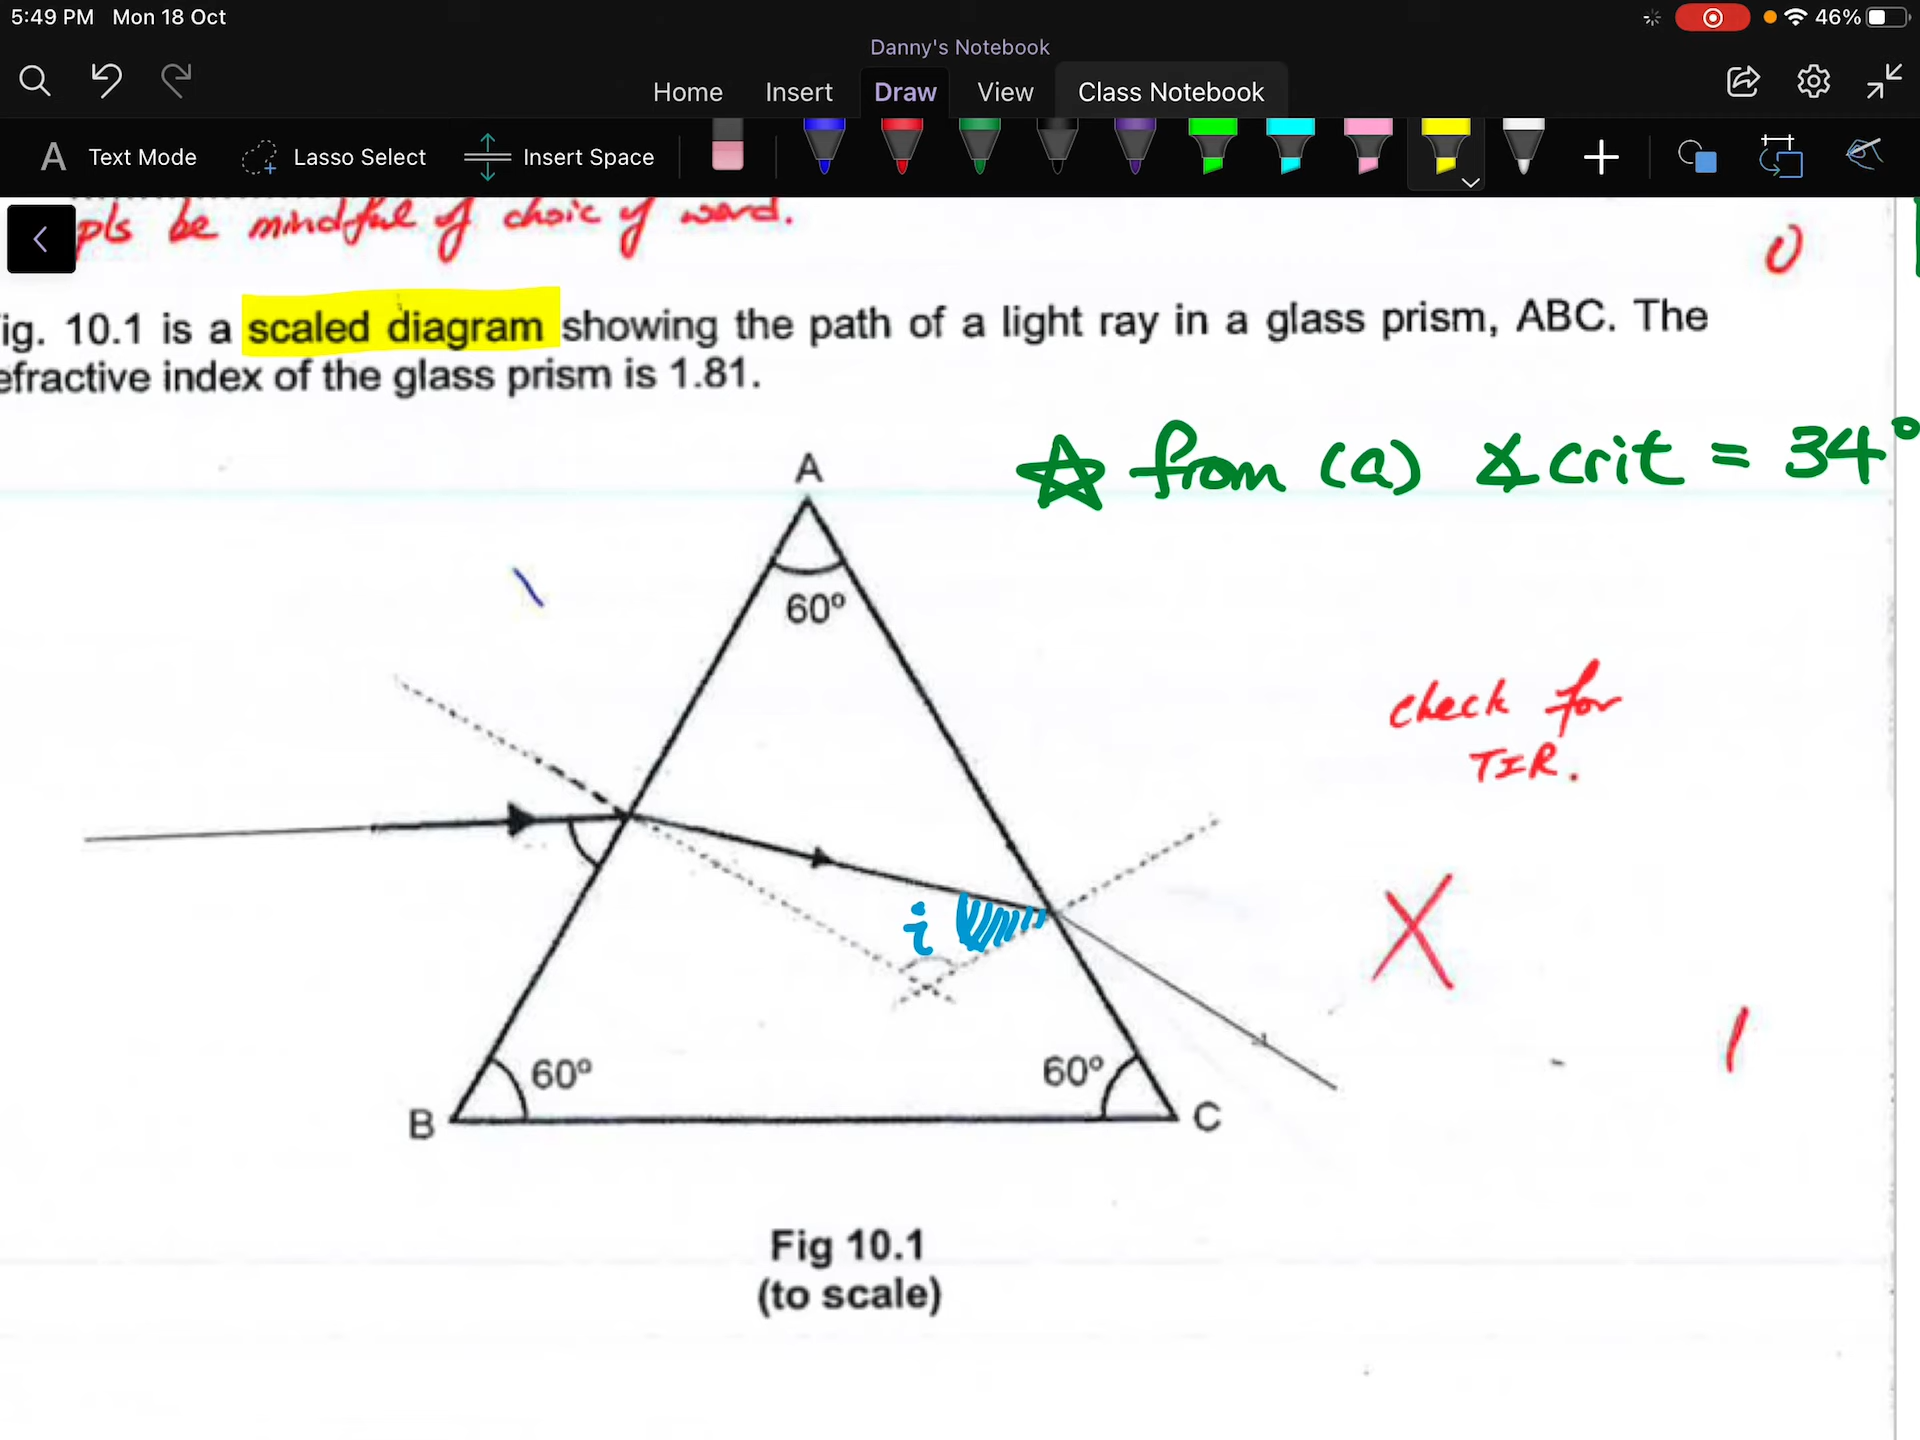 5:49 PM Mon 18 Oct
46%
Danny's Notebook
Home Insert Draw View Class Notebook
A Text Mode Lasso Select Insert Space
pls be mindful of choic of word.
0
ig. 10.1 is a scaled diagram showing the path of a light ray in a glass prism, ABC. The
efractive index of the glass prism is 1.81.
☆ from (a) ∡crit = 34°
A
60°
check for
TIR.
i
X
1
60°
60°
B
C
Fig 10.1
(to scale)